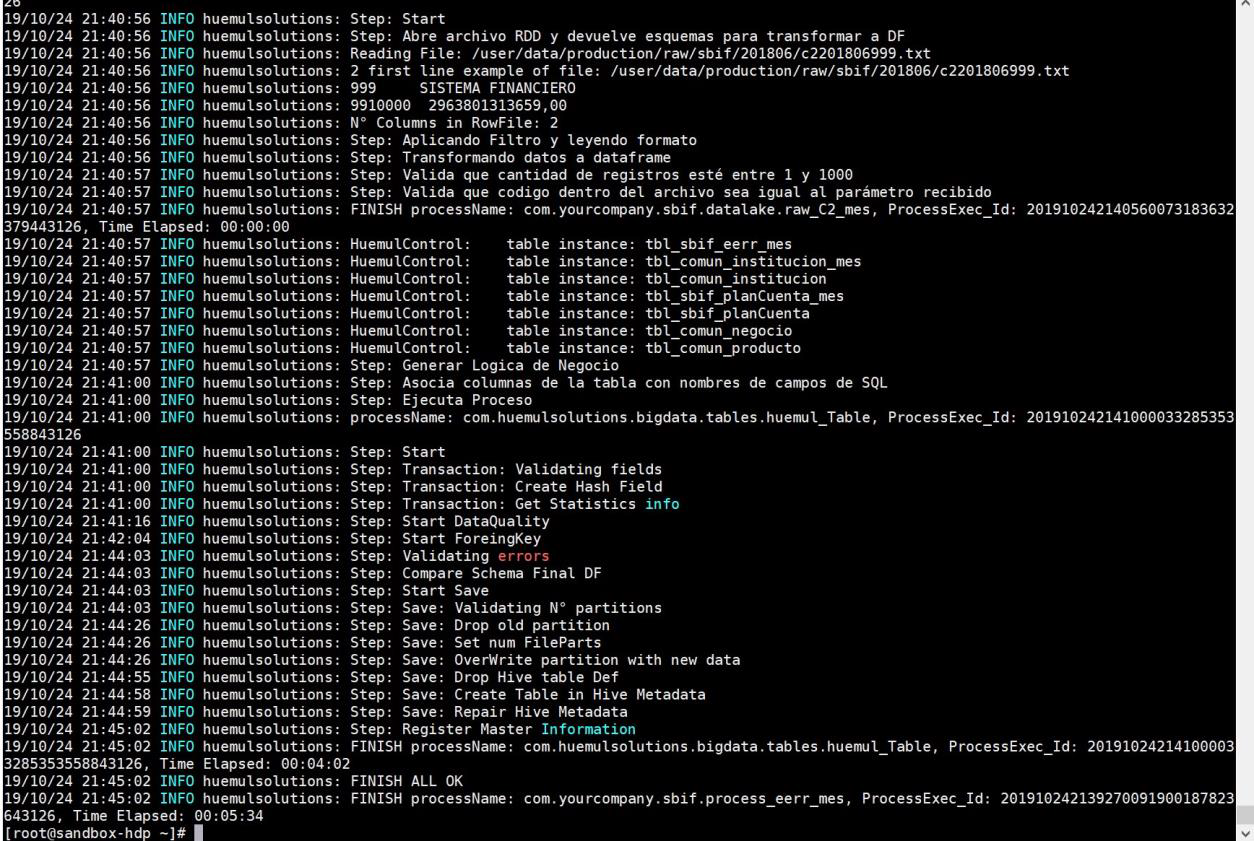 26
19/10/24 21:40:56 INFO huemulsolutions: Step: Start
19/10/24 21:40:56 INFO huemulsolutions: Step: Abre archivo RDD y devuelve esquemas para transformar a DF
19/10/24 21:40:56 INFO huemulsolutions: Reading File: /user/data/production/raw/sbif/201806/c2201806999.txt
19/10/24 21:40:56 INFO huemulsolutions: 2 first line example of file: /user/data/production/raw/sbif/201806/c2201806999.txt
19/10/24 21:40:56 INFO huemulsolutions: 999     SISTEMA FINANCIERO
19/10/24 21:40:56 INFO huemulsolutions: 9910000  2963801313659,00
19/10/24 21:40:56 INFO huemulsolutions: N° Columns in RowFile: 2
19/10/24 21:40:56 INFO huemulsolutions: Step: Aplicando Filtro y leyendo formato
19/10/24 21:40:56 INFO huemulsolutions: Step: Transformando datos a dataframe
19/10/24 21:40:57 INFO huemulsolutions: Step: Valida que cantidad de registros esté entre 1 y 1000
19/10/24 21:40:57 INFO huemulsolutions: Step: Valida que codigo dentro del archivo sea igual al parámetro recibido
19/10/24 21:40:57 INFO huemulsolutions: FINISH processName: com.yourcompany.sbif.datalake.raw_C2_mes, ProcessExec_Id: 201910242140560073183632
379443126, Time Elapsed: 00:00:00
19/10/24 21:40:57 INFO huemulsolutions: HuemulControl:    table instance: tbl_sbif_eerr_mes
19/10/24 21:40:57 INFO huemulsolutions: HuemulControl:    table instance: tbl_comun_institucion_mes
19/10/24 21:40:57 INFO huemulsolutions: HuemulControl:    table instance: tbl_comun_institucion
19/10/24 21:40:57 INFO huemulsolutions: HuemulControl:    table instance: tbl_sbif_planCuenta_mes
19/10/24 21:40:57 INFO huemulsolutions: HuemulControl:    table instance: tbl_sbif_planCuenta
19/10/24 21:40:57 INFO huemulsolutions: HuemulControl:    table instance: tbl_comun_negocio
19/10/24 21:40:57 INFO huemulsolutions: HuemulControl:    table instance: tbl_comun_producto
19/10/24 21:40:57 INFO huemulsolutions: Step: Generar Logica de Negocio
19/10/24 21:41:00 INFO huemulsolutions: Step: Asocia columnas de la tabla con nombres de campos de SQL
19/10/24 21:41:00 INFO huemulsolutions: Step: Ejecuta Proceso
19/10/24 21:41:00 INFO huemulsolutions: processName: com.huemulsolutions.bigdata.tables.huemul_Table, ProcessExec_Id: 201910242141000033285353
558843126
19/10/24 21:41:00 INFO huemulsolutions: Step: Start
19/10/24 21:41:00 INFO huemulsolutions: Step: Transaction: Validating fields
19/10/24 21:41:00 INFO huemulsolutions: Step: Transaction: Create Hash Field
19/10/24 21:41:00 INFO huemulsolutions: Step: Transaction: Get Statistics info
19/10/24 21:41:16 INFO huemulsolutions: Step: Start DataQuality
19/10/24 21:42:04 INFO huemulsolutions: Step: Start ForeingKey
19/10/24 21:44:03 INFO huemulsolutions: Step: Validating errors
19/10/24 21:44:03 INFO huemulsolutions: Step: Compare Schema Final DF
19/10/24 21:44:03 INFO huemulsolutions: Step: Start Save
19/10/24 21:44:03 INFO huemulsolutions: Step: Save: Validating N° partitions
19/10/24 21:44:26 INFO huemulsolutions: Step: Save: Drop old partition
19/10/24 21:44:26 INFO huemulsolutions: Step: Save: Set num FileParts
19/10/24 21:44:26 INFO huemulsolutions: Step: Save: OverWrite partition with new data
19/10/24 21:44:55 INFO huemulsolutions: Step: Save: Drop Hive table Def
19/10/24 21:44:58 INFO huemulsolutions: Step: Save: Create Table in Hive Metadata
19/10/24 21:44:59 INFO huemulsolutions: Step: Save: Repair Hive Metadata
19/10/24 21:45:02 INFO huemulsolutions: Step: Register Master Information
19/10/24 21:45:02 INFO huemulsolutions: FINISH processName: com.huemulsolutions.bigdata.tables.huemul_Table, ProcessExec_Id: 20191024214100003
3285353558843126, Time Elapsed: 00:04:02
19/10/24 21:45:02 INFO huemulsolutions: FINISH ALL OK
19/10/24 21:45:02 INFO huemulsolutions: FINISH processName: com.yourcompany.sbif.process_eerr_mes, ProcessExec_Id: 201910242139270091900187823
643126, Time Elapsed: 00:05:34
[root@sandbox-hdp ~]#